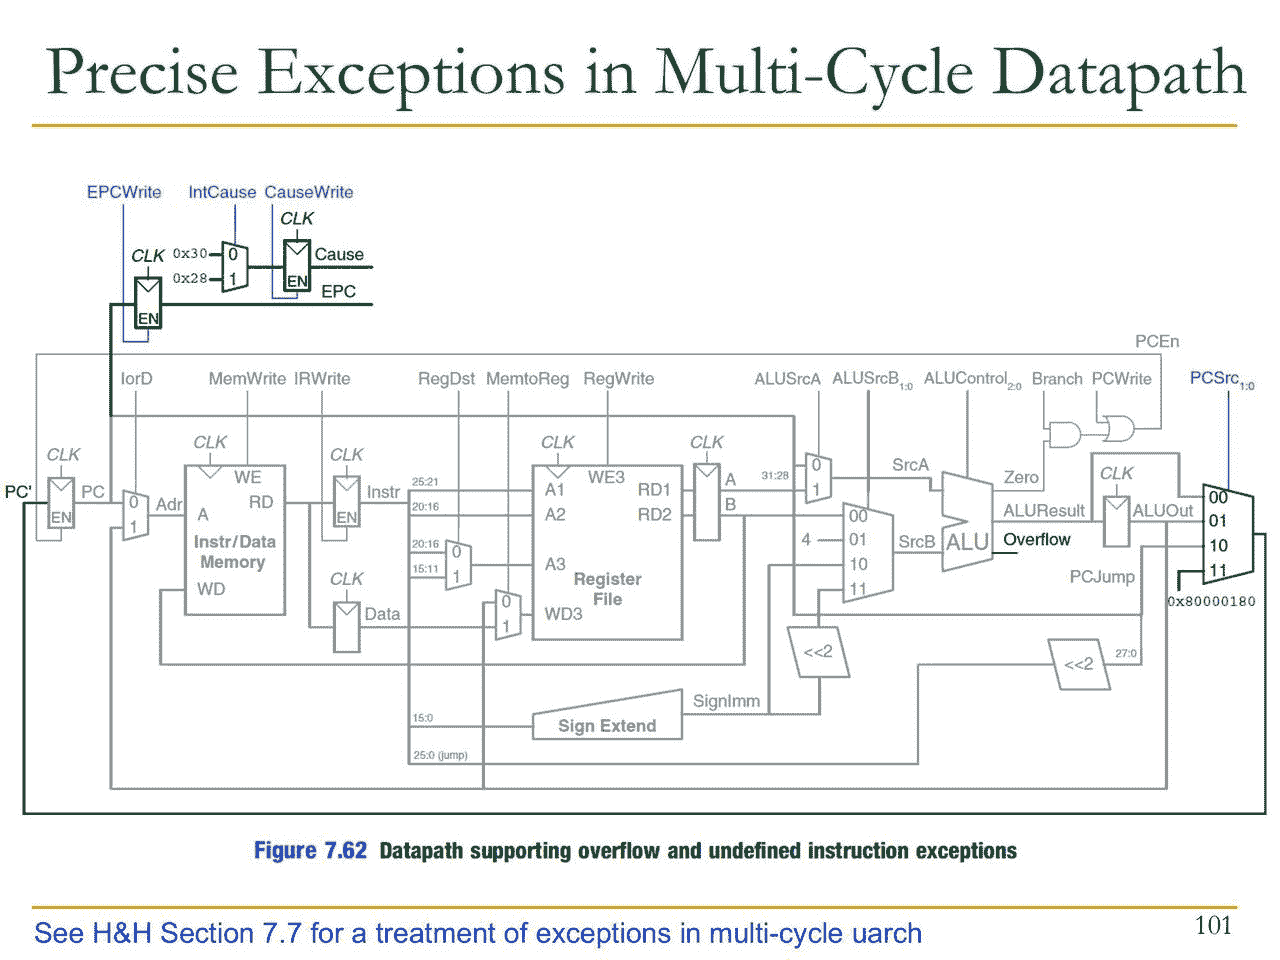 Precise Exceptions in Multi-Cycle Datapath
EPCWrite IntCause CauseWrite
CLK
CLK 0x30 0 Cause
0x28 1 EN
EPC
EN
PCEn
IorD MemWrite IRWrite RegDst MemtoReg RegWrite ALUSrcA ALUSrcB1:0 ALUControl2:0 Branch PCWrite PCSrc1:0
CLK CLK CLK CLK CLK
PC' PC EN 0 1 Adr
WE RD A Instr/Data Memory WD
EN Instr
CLK
Data
25:21
20:16
20:16 0
15:11 1
0 1
WE3
A1 RD1
A2 RD2
A3
Register File
WD3
A
B
31:28 0
1
SrcA
00
4 01
10
11
SrcB
ALU
Zero
ALUResult
Overflow
CLK
ALUOut
PCJump
00
01
10
11
0x80000180
<<2
<<2 27:0
SignImm
15:0 Sign Extend
25:0 (jump)
Figure 7.62 Datapath supporting overflow and undefined instruction exceptions
See H&H Section 7.7 for a treatment of exceptions in multi-cycle uarch
101